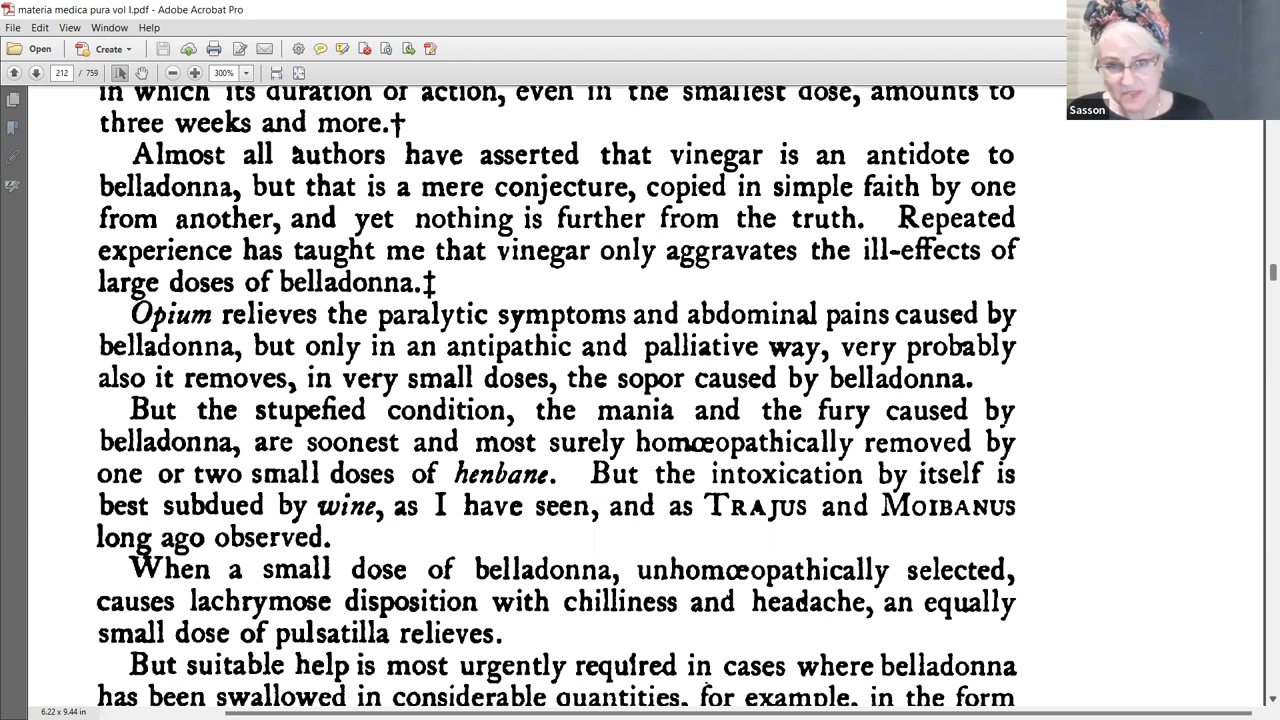 materia medica pura vol I.pdf - Adobe Acrobat Pro
File Edit View Window Help
Open Create
212 / 759 300%
Sasson
in which its duration of action, even in the smallest dose, amounts to
three weeks and more.†
Almost all authors have asserted that vinegar is an antidote to
belladonna, but that is a mere conjecture, copied in simple faith by one
from another, and yet nothing is further from the truth. Repeated
experience has taught me that vinegar only aggravates the ill-effects of
large doses of belladonna.‡
Opium relieves the paralytic symptoms and abdominal pains caused by
belladonna, but only in an antipathic and palliative way, very probably
also it removes, in very small doses, the sopor caused by belladonna.
But the stupefied condition, the mania and the fury caused by
belladonna, are soonest and most surely homœopathically removed by
one or two small doses of henbane. But the intoxication by itself is
best subdued by wine, as I have seen, and as TRAJUS and MOIBANUS
long ago observed.
When a small dose of belladonna, unhomœopathically selected,
causes lachrymose disposition with chilliness and headache, an equally
small dose of pulsatilla relieves.
But suitable help is most urgently required in cases where belladonna
has been swallowed in considerable quantities, for example, in the form
6.22 x 9.44 in